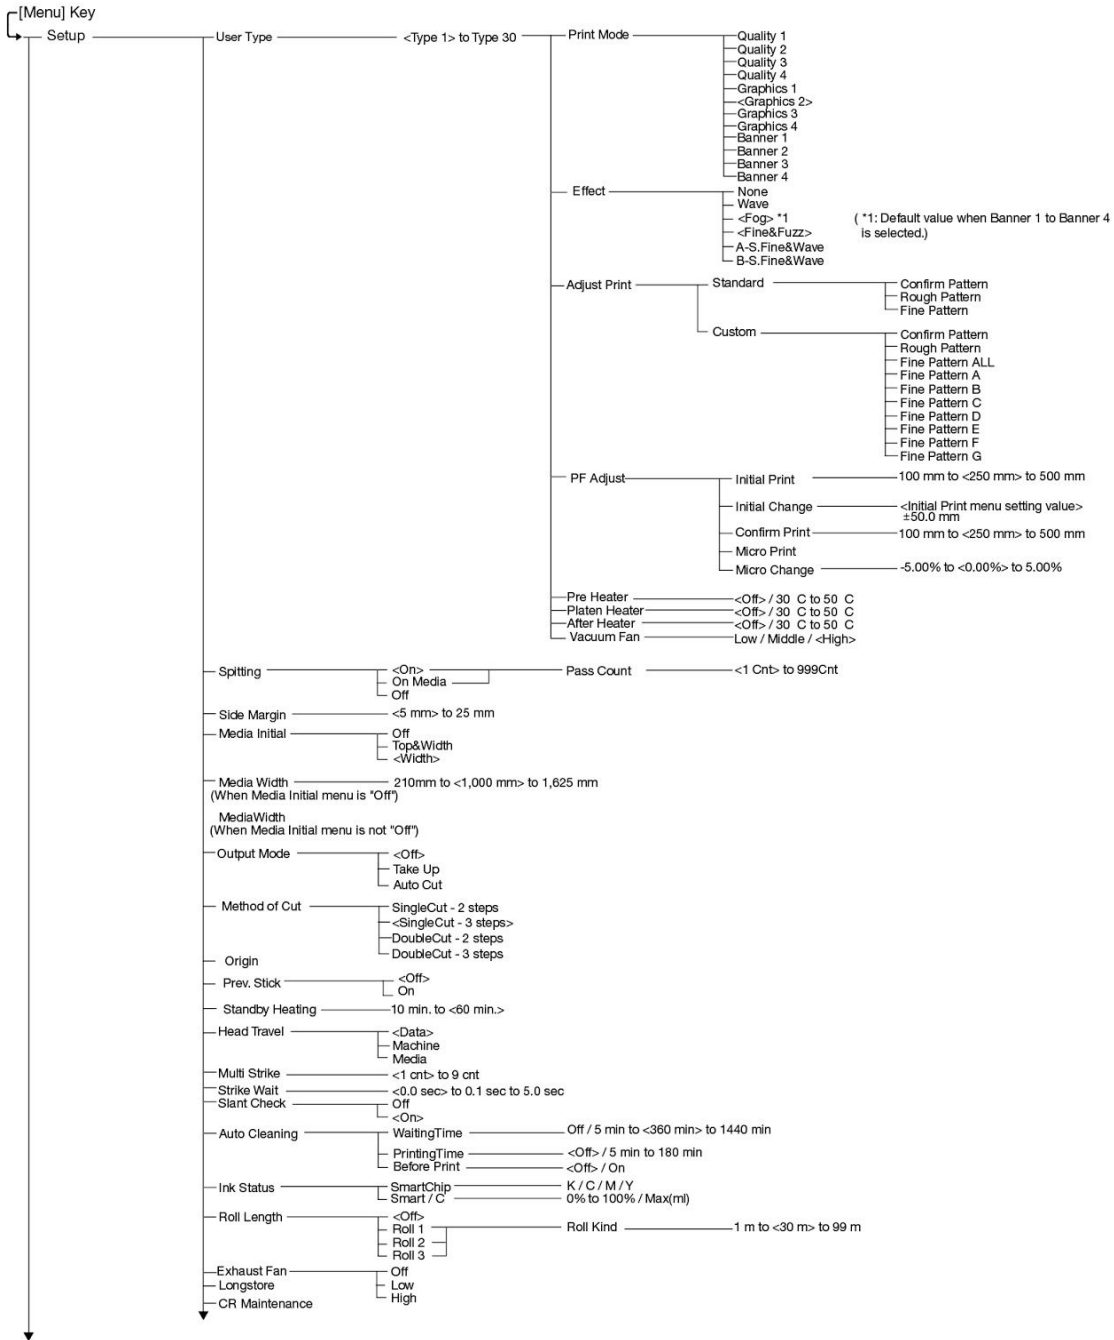 [Menu] Key
Setup
User Type
<Type 1> to Type 30
Print Mode
Quality 1
Quality 2
Quality 3
Quality 4
Graphics 1
<Graphics 2>
Graphics 3
Graphics 4
Banner 1
Banner 2
Banner 3
Banner 4
Effect
None
Wave
<Fog> *1
( *1: Default value when Banner 1 to Banner 4
is selected.)
<Fine&Fuzz>
A-S.Fine&Wave
B-S.Fine&Wave
Adjust Print
Standard
Confirm Pattern
Rough Pattern
Fine Pattern
Custom
Confirm Pattern
Rough Pattern
Fine Pattern ALL
Fine Pattern A
Fine Pattern B
Fine Pattern C
Fine Pattern D
Fine Pattern E
Fine Pattern F
Fine Pattern G
PF Adjust
Initial Print
100 mm to <250 mm> to 500 mm
Initial Change
<Initial Print menu setting value>
±50.0 mm
Confirm Print
100 mm to <250 mm> to 500 mm
Micro Print
Micro Change
-5.00% to <0.00%> to 5.00%
Pre Heater
<Off> / 30 C to 50 C
Platen Heater
<Off> / 30 C to 50 C
After Heater
<Off> / 30 C to 50 C
Vacuum Fan
Low / Middle / <High>
Spitting
<On>
On Media
Off
Pass Count
<1 Cnt> to 999Cnt
Side Margin
<5 mm> to 25 mm
Media Initial
Off
Top&Width
<Width>
Media Width
210mm to <1,000 mm> to 1,625 mm
(When Media Initial menu is "Off")
MediaWidth
(When Media Initial menu is not "Off")
Output Mode
<Off>
Take Up
Auto Cut
Method of Cut
SingleCut - 2 steps
<SingleCut - 3 steps>
DoubleCut - 2 steps
DoubleCut - 3 steps
Origin
Prev. Stick
<Off>
On
Standby Heating
10 min. to <60 min.>
Head Travel
<Data>
Machine
Media
Multi Strike
<1 cnt> to 9 cnt
Strike Wait
<0.0 sec> to 0.1 sec to 5.0 sec
Slant Check
Off
<On>
Auto Cleaning
WaitingTime
Off / 5 min to <360 min> to 1440 min
PrintingTime
<Off> / 5 min to 180 min
Before Print
<Off> / On
Ink Status
SmartChip
K / C / M / Y
Smart / C
0% to 100% / Max(ml)
Roll Length
<Off>
Roll 1
Roll 2
Roll 3
Roll Kind
1 m to <30 m> to 99 m
Exhaust Fan
Off
Low
High
Longstore
CR Maintenance